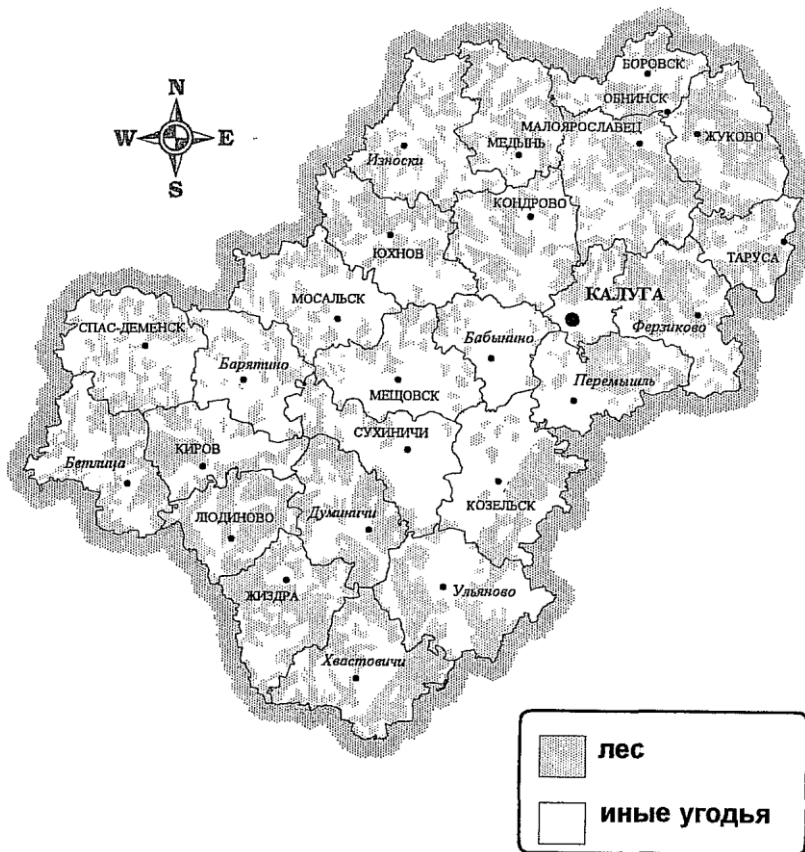 БОРОВСК
N
ОБНИНСК
МАЛОЯРОСЛАВЕЦ
ЖУКОВО
W
E
Износки
МЕДЫНЬ
S
КОНДРОВО
ЮХНОВ
ТАРУСА
МОСАЛЬСК
КАЛУГА
СПАС-ДЕМЕНСК
Бабынино
Ферзиково
Барятино
Перемышль
МЕЩОВСК
СУХИНИЧИ
КИРОВ
Бетлица
КОЗЕЛЬСК
ЛЮДИНОВО
Думиничи
ЖИЗДРА
Ульяново
Хвастовичи
лес
иные угодья